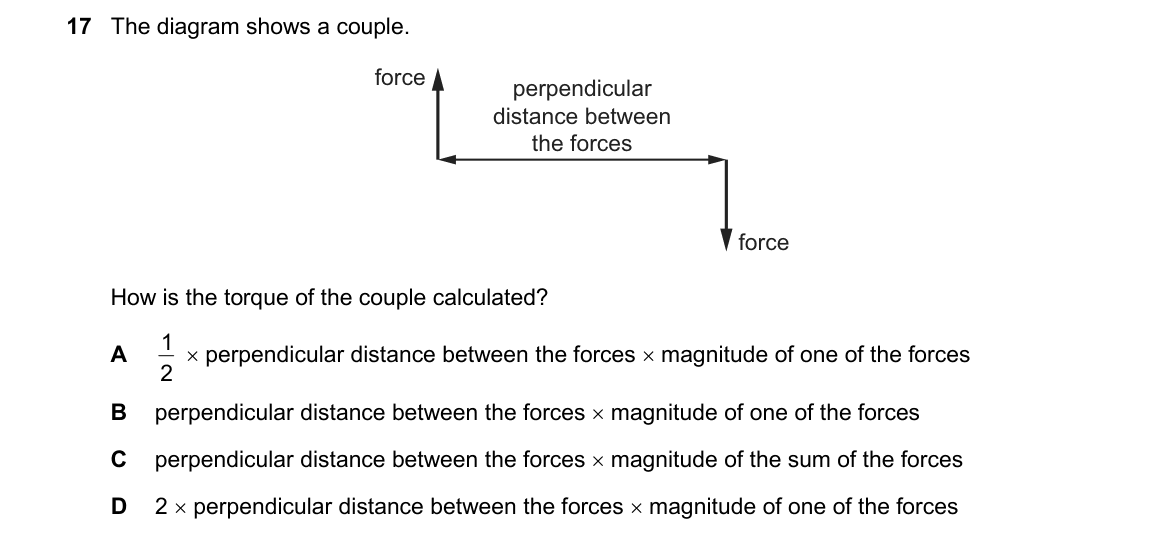 17 The diagram shows a couple.
force
perpendicular
distance between
the forces
force
How is the torque of the couple calculated?
A 1/2 × perpendicular distance between the forces × magnitude of one of the forces
B perpendicular distance between the forces × magnitude of one of the forces
C perpendicular distance between the forces × magnitude of the sum of the forces
D 2 × perpendicular distance between the forces × magnitude of one of the forces